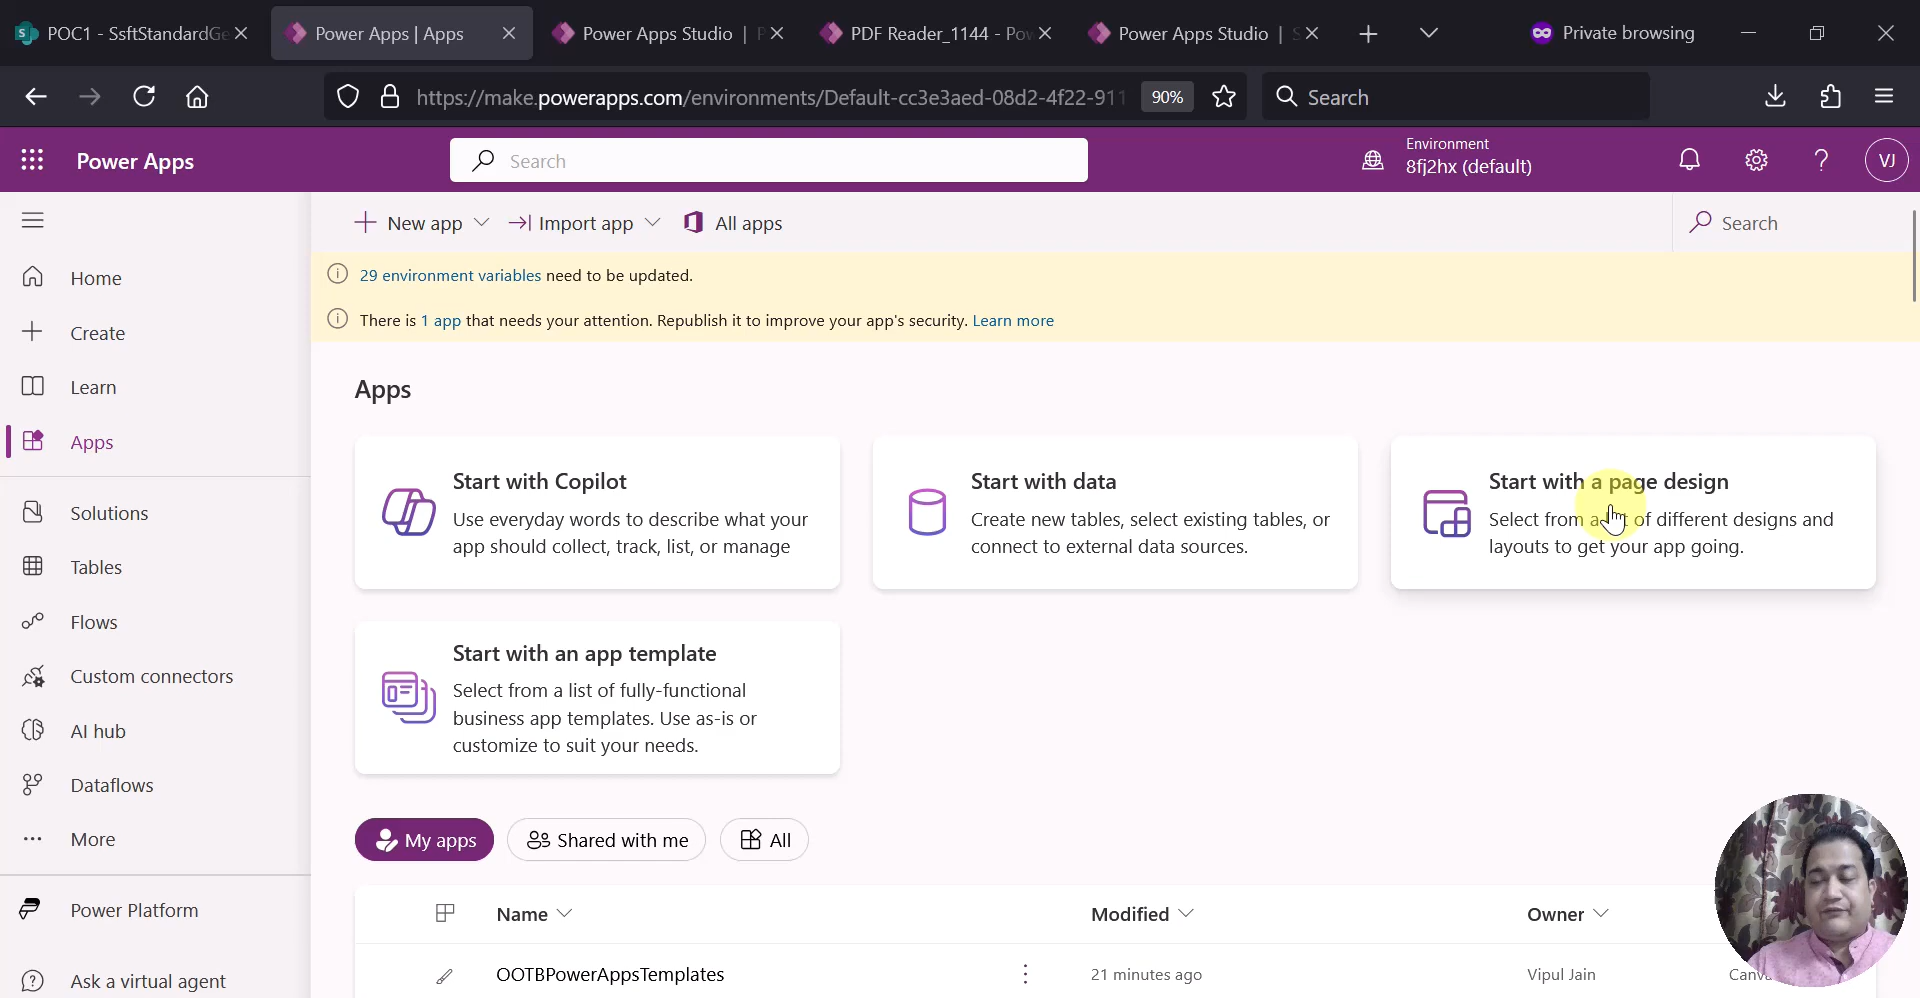 POC1 - SsftStandardGe
Power Apps | Apps
Power Apps Studio |
PDF Reader_1144 - Po
Power Apps Studio |
Private browsing
https://make.powerapps.com/environments/Default-cc3e3aed-08d2-4f22-911
90%
Search
Power Apps
Search
Environment
8fj2hx (default)
VJ
New app
Import app
All apps
Search
29 environment variables need to be updated.
There is 1 app that needs your attention. Republish it to improve your app's security. Learn more
Home
Create
Learn
Apps
Solutions
Tables
Flows
Custom connectors
AI hub
Dataflows
More
Power Platform
Ask a virtual agent
Apps
Start with Copilot
Use everyday words to describe what your
app should collect, track, list, or manage
Start with data
Create new tables, select existing tables, or
connect to external data sources.
Start with a page design
Select from a list of different designs and
layouts to get your app going.
Start with an app template
Select from a list of fully-functional
business app templates. Use as-is or
customize to suit your needs.
My apps
Shared with me
All
Name
Modified
Owner
OOTBPowerAppsTemplates
21 minutes ago
Vipul Jain
Canv